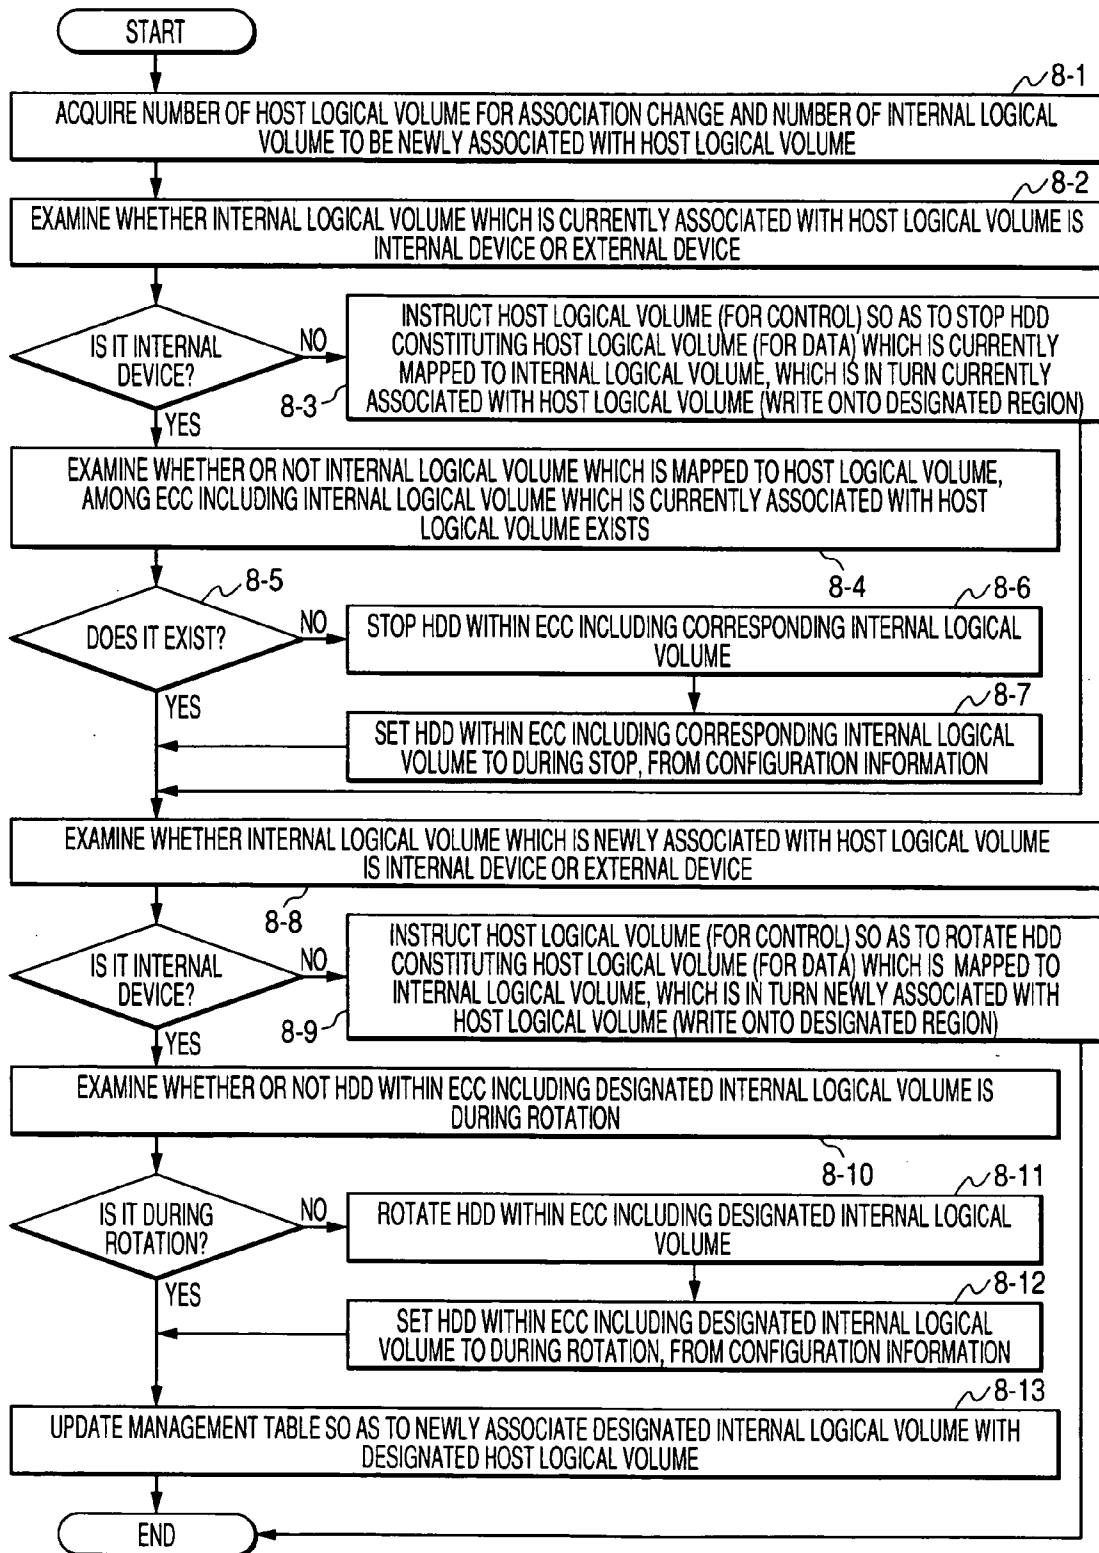 START
8-1
ACQUIRE NUMBER OF HOST LOGICAL VOLUME FOR ASSOCIATION CHANGE AND NUMBER OF INTERNAL LOGICAL
VOLUME TO BE NEWLY ASSOCIATED WITH HOST LOGICAL VOLUME
8-2
EXAMINE WHETHER INTERNAL LOGICAL VOLUME WHICH IS CURRENTLY ASSOCIATED WITH HOST LOGICAL VOLUME IS
INTERNAL DEVICE OR EXTERNAL DEVICE
IS IT INTERNAL
DEVICE?
NO
YES
INSTRUCT HOST LOGICAL VOLUME (FOR CONTROL) SO AS TO STOP HDD
CONSTITUTING HOST LOGICAL VOLUME (FOR DATA) WHICH IS CURRENTLY
MAPPED TO INTERNAL LOGICAL VOLUME, WHICH IS IN TURN CURRENTLY
ASSOCIATED WITH HOST LOGICAL VOLUME (WRITE ONTO DESIGNATED REGION)
8-3
EXAMINE WHETHER OR NOT INTERNAL LOGICAL VOLUME WHICH IS MAPPED TO HOST LOGICAL VOLUME,
AMONG ECC INCLUDING INTERNAL LOGICAL VOLUME WHICH IS CURRENTLY ASSOCIATED WITH HOST
LOGICAL VOLUME EXISTS
8-4
8-5
DOES IT EXIST?
NO
YES
8-6
STOP HDD WITHIN ECC INCLUDING CORRESPONDING INTERNAL LOGICAL
VOLUME
8-7
SET HDD WITHIN ECC INCLUDING CORRESPONDING INTERNAL LOGICAL
VOLUME TO DURING STOP, FROM CONFIGURATION INFORMATION
EXAMINE WHETHER INTERNAL LOGICAL VOLUME WHICH IS NEWLY ASSOCIATED WITH HOST LOGICAL VOLUME
IS INTERNAL DEVICE OR EXTERNAL DEVICE
8-8
IS IT INTERNAL
DEVICE?
NO
YES
INSTRUCT HOST LOGICAL VOLUME (FOR CONTROL) SO AS TO ROTATE HDD
CONSTITUTING HOST LOGICAL VOLUME (FOR DATA) WHICH IS MAPPED TO
INTERNAL LOGICAL VOLUME, WHICH IS IN TURN NEWLY ASSOCIATED WITH
HOST LOGICAL VOLUME (WRITE ONTO DESIGNATED REGION)
8-9
EXAMINE WHETHER OR NOT HDD WITHIN ECC INCLUDING DESIGNATED INTERNAL LOGICAL VOLUME IS
DURING ROTATION
8-10
IS IT DURING
ROTATION?
NO
YES
8-11
ROTATE HDD WITHIN ECC INCLUDING DESIGNATED INTERNAL LOGICAL
VOLUME
8-12
SET HDD WITHIN ECC INCLUDING DESIGNATED INTERNAL LOGICAL
VOLUME TO DURING ROTATION, FROM CONFIGURATION INFORMATION
8-13
UPDATE MANAGEMENT TABLE SO AS TO NEWLY ASSOCIATE DESIGNATED INTERNAL LOGICAL VOLUME WITH
DESIGNATED HOST LOGICAL VOLUME
END